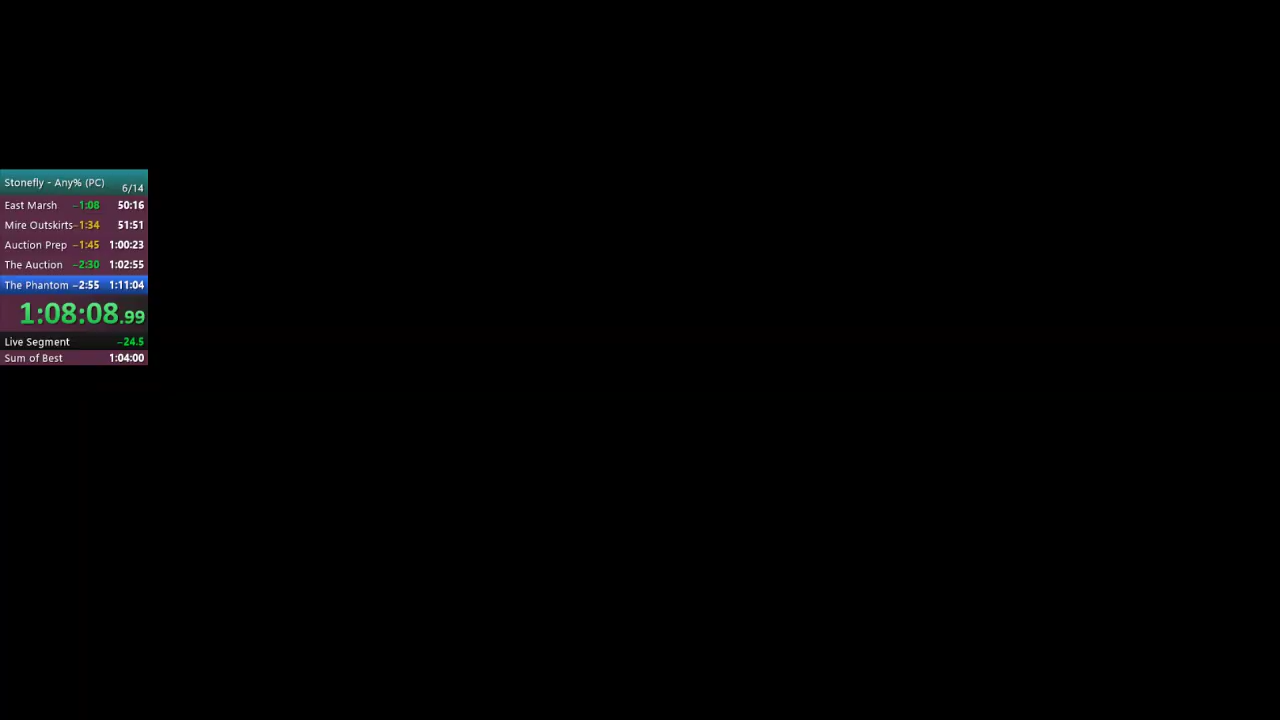 Stonefly - Any% (PC)
6/14
East Marsh −1:08 50:16
Mire Outskirts −1:34 51:51
Auction Prep −1:45 1:00:23
The Auction −2:30 1:02:55
The Phantom −2:55 1:11:04
1:08:08.99
Live Segment −24.5
Sum of Best 1:04:00